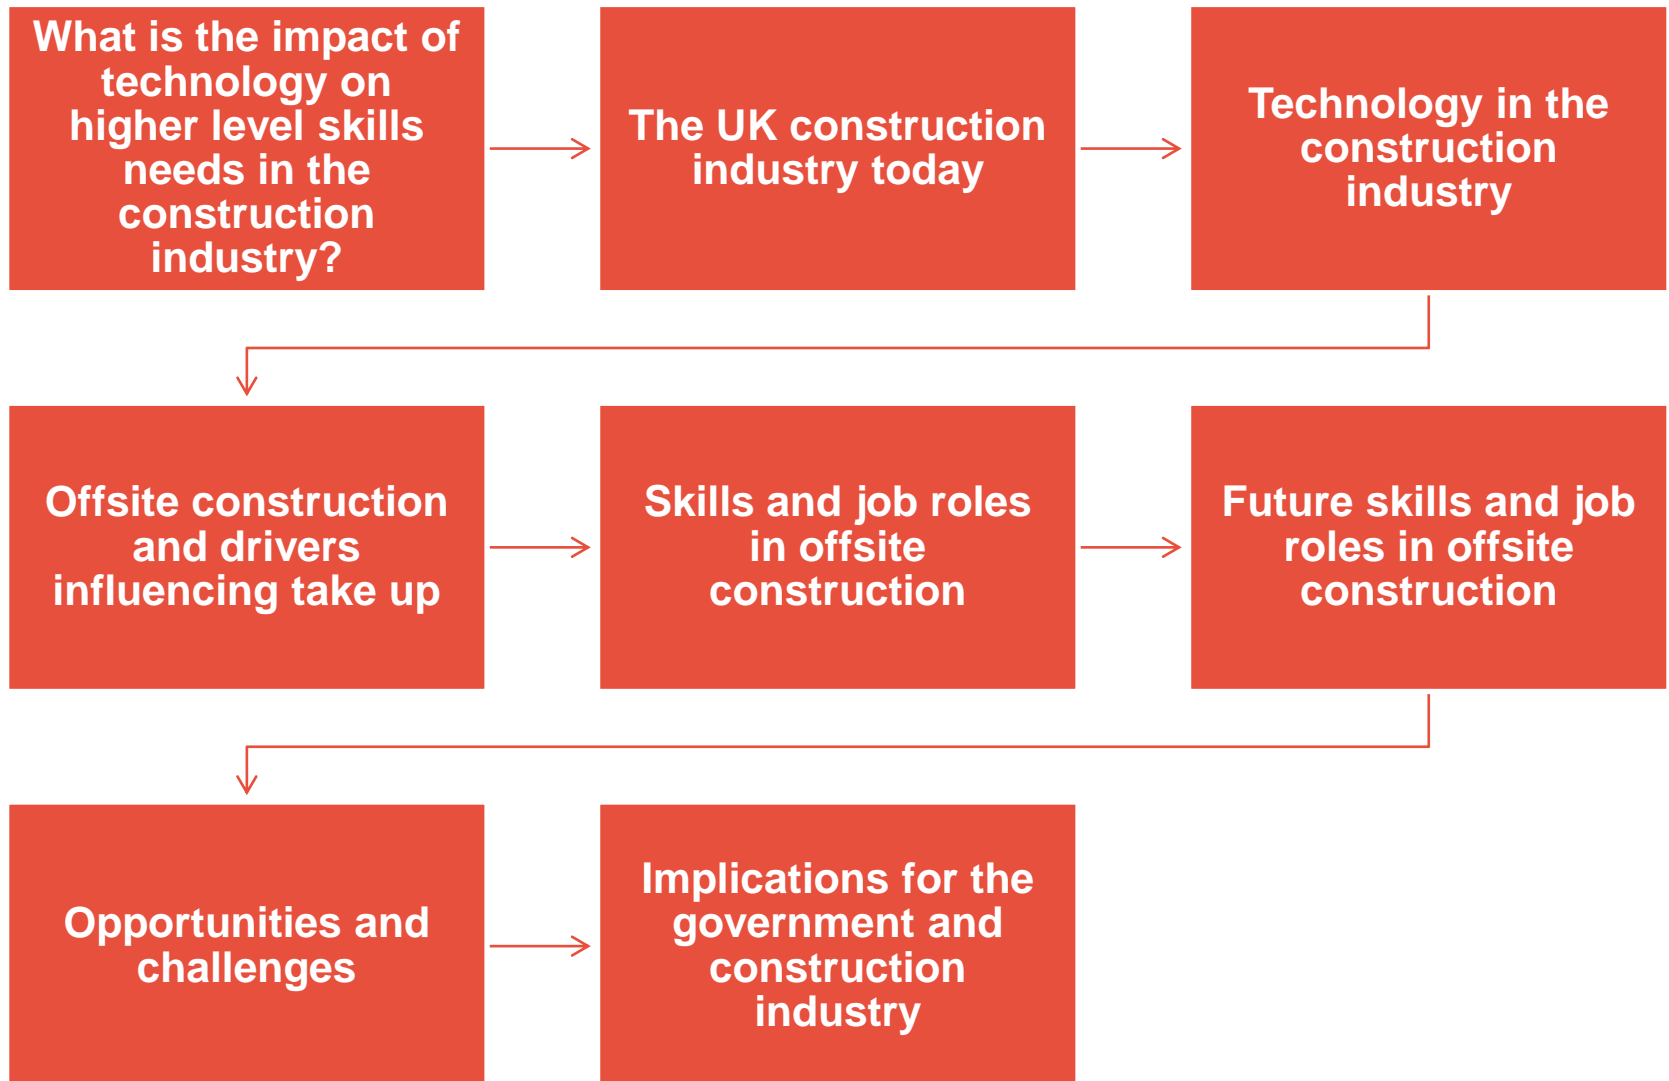 What is the impact of
technology on
higher level skills
needs in the
construction
industry?
The UK construction
industry today
Technology in the
construction
industry
Offsite construction
and drivers
influencing take up
Skills and job roles
in offsite
construction
Future skills and job
roles in offsite
construction
Opportunities and
challenges
Implications for the
government and
construction
industry